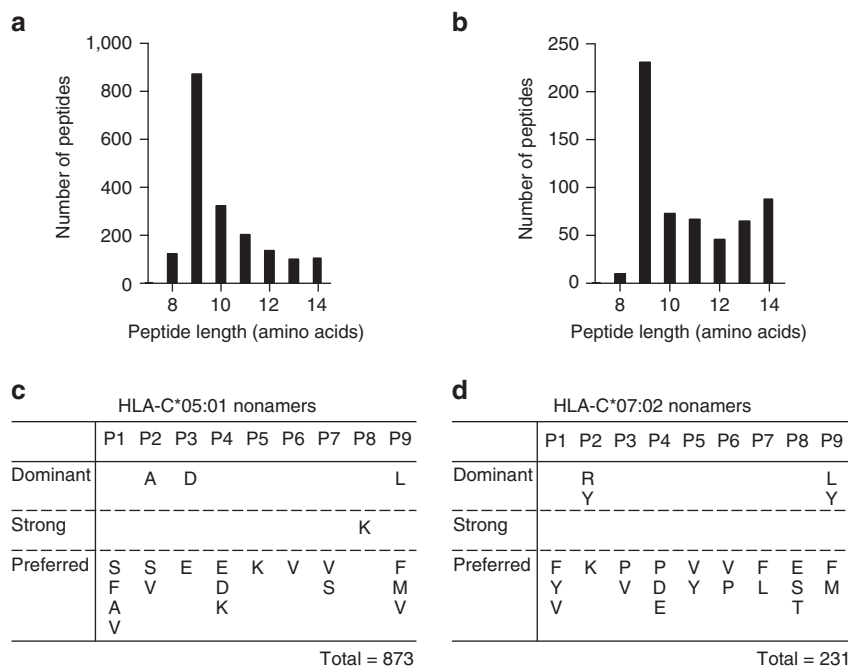 a
1,000
800
600
400
200
0
Number of peptides
8 10 12 14
Peptide length (amino acids)
b
250
200
150
100
50
0
Number of peptides
8 10 12 14
Peptide length (amino acids)
c
HLA-C*05:01 nonamers
P1 P2 P3 P4 P5 P6 P7 P8 P9
Dominant A D L
Strong K
Preferred S S E E K V V F
F V D S M
A K V
V
Total = 873
d
HLA-C*07:02 nonamers
P1 P2 P3 P4 P5 P6 P7 P8 P9
Dominant R L
Y Y
Strong
Preferred F K P P V V F E F
Y V D Y P L S M
V E T
Total = 231